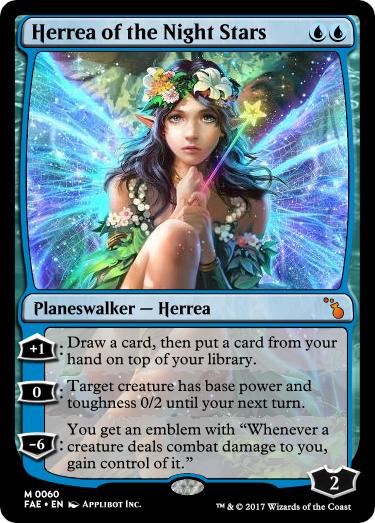 Herrea of the Night Stars
Planeswalker — Herrea
+1 : Draw a card, then put a card from your
hand on top of your library.
0 : Target creature has base power and
toughness 0/2 until your next turn.
-6 : You get an emblem with “Whenever a
creature deals combat damage to you,
gain control of it.”
2
M 0060
FAE • EN APPLIBOT INC.
™ & © 2017 Wizards of the Coast